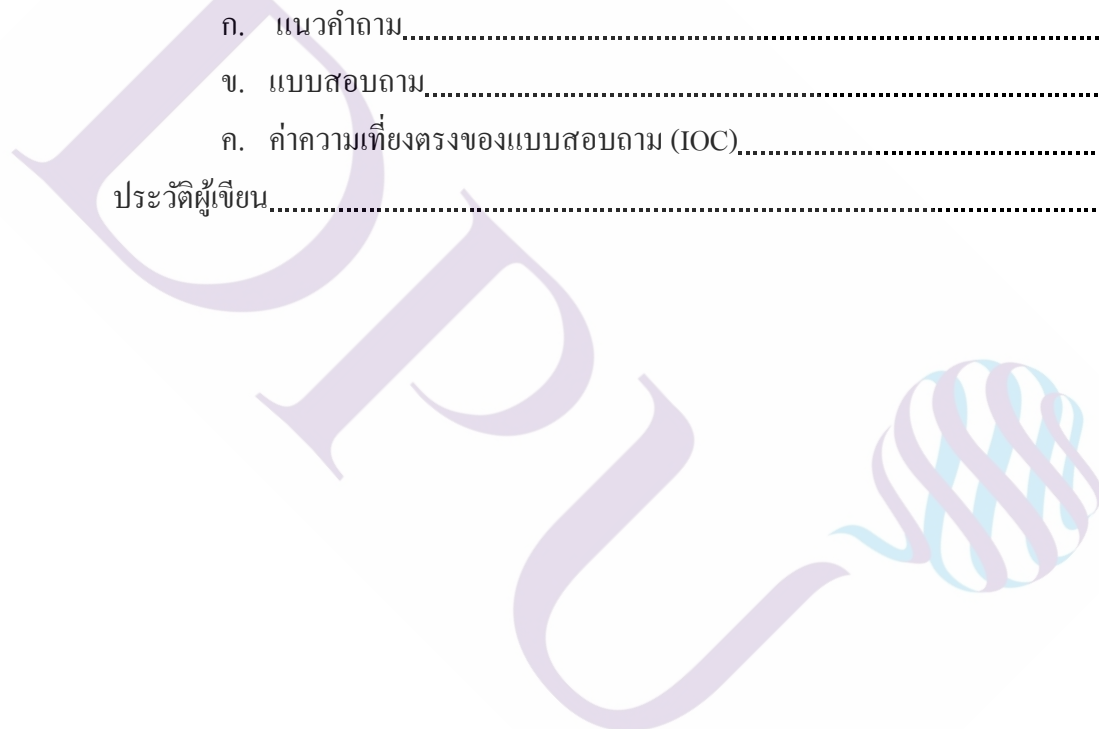 ก. แนวคำถาม
ข. แบบสอบถาม
ค. ค่าความเที่ยงตรงของแบบสอบถาม (IOC)
ประวัติผู้เขียน
DPU